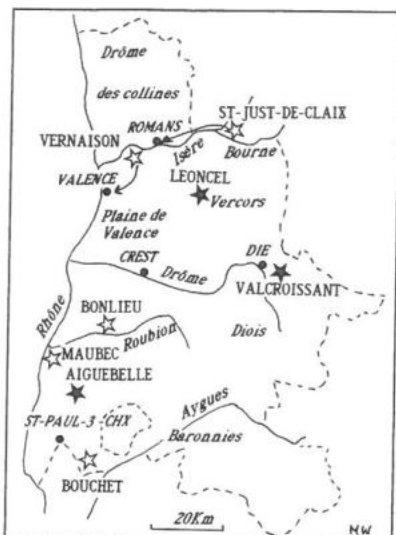 Drôme
des collines
ST-JUST-DE-CLAIX
ROMANS
VERNAISON
Isère
Bourne
LEONCEL
VALENCE
Vercors
Plaine de
Valence
DIE
CREST
Drôme
VALCROISSANT
Rhône
BONLIEU
Roubion
Diois
MAUBEC
AIGUEBELLE
Aygues
ST-PAUL-3-CHX
Baronnies
BOUCHET
20Km
MW